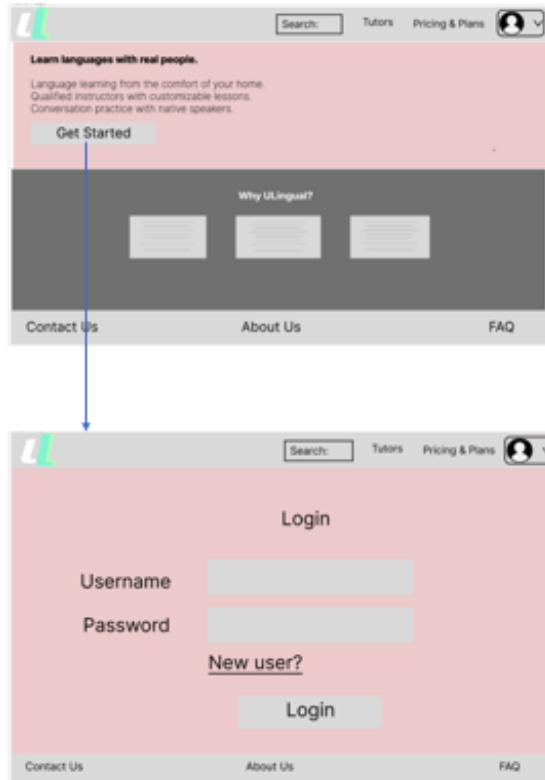 Search:
Tutors
Pricing & Plans
Learn languages with real people.
Language learning from the comfort of your home.
Qualified instructors with customizable lessons.
Conversation practice with native speakers.
Get Started
Why ULingual?
Contact Us
About Us
FAQ
UL
Search:
Tutors
Pricing & Plans
Login
Username
Password
New user?
Login
Contact Us
About Us
FAQ